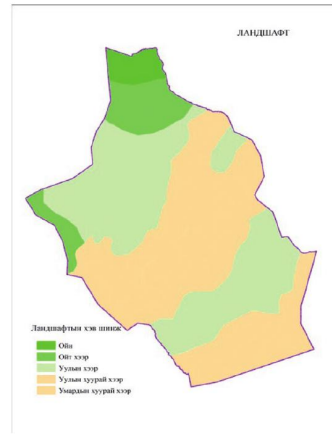 ЛАНДШАФТ
Ландшафтын хэв шинж
Ойн
Ойт хээр
Уулын хээр
Уулын хуурай хээр
Умардын хуурай хээр